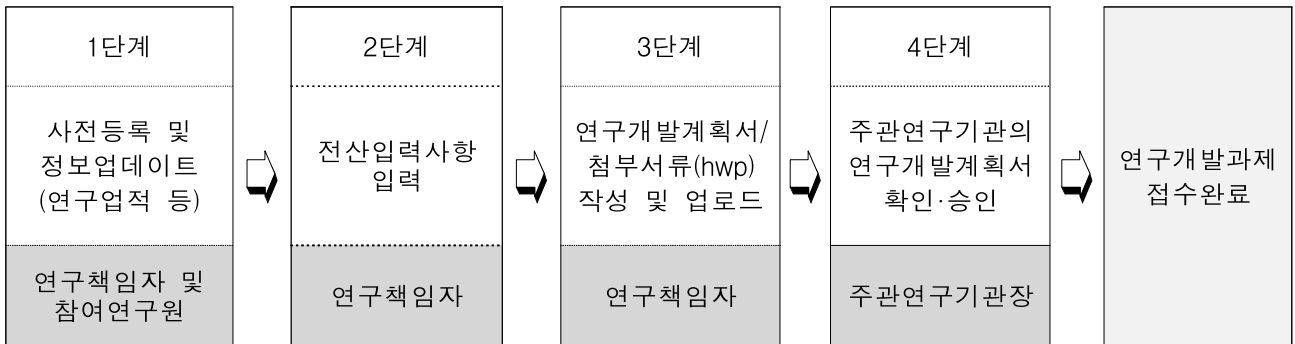 1단계
사전등록 및
정보업데이트
(연구업적 등)
연구책임자 및
참여연구원
2단계
전산입력사항
입력
연구책임자
3단계
연구개발계획서/
첨부서류(hwp)
작성 및 업로드
연구책임자
4단계
주관연구기관의
연구개발계획서
확인·승인
주관연구기관장
연구개발과제
접수완료